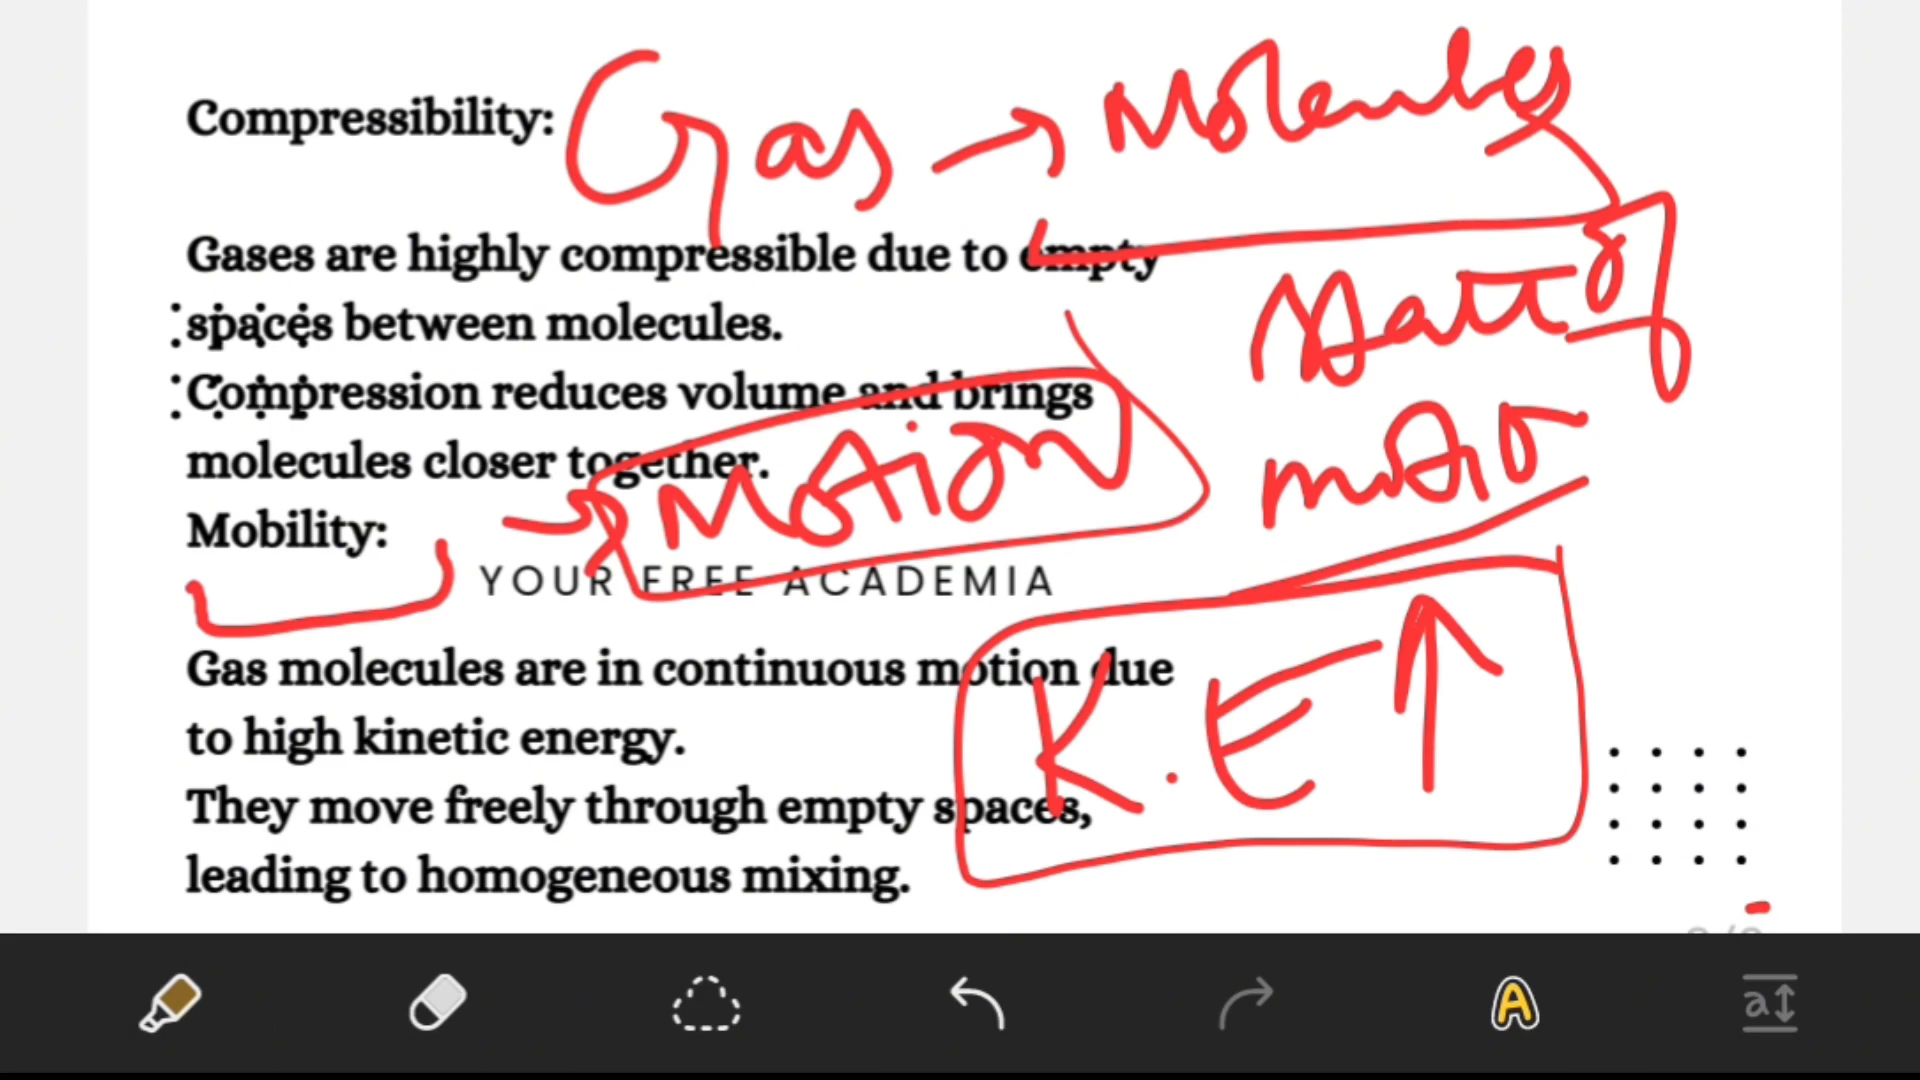 Compressibility:
Gas → Molecules
Gases are highly compressible due to empty
spaces between molecules.
Compression reduces volume and brings
molecules closer together.
Motion
Mobility:
YOUR FREE ACADEMIA
Gas molecules are in continuous motion due
to high kinetic energy.
K.E ↑
They move freely through empty spaces,
leading to homogeneous mixing.